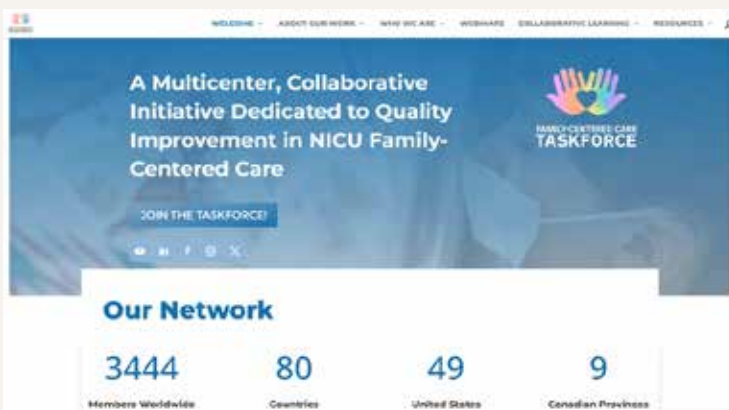 WELCOME ABOUT OUR WORK WHO WE ARE WEBINARS COLLABORATIVE LEARNING RESOURCES
A Multicenter, Collaborative
Initiative Dedicated to Quality
Improvement in NICU Family-
Centered Care
FAMILY-CENTERED CARE
TASKFORCE
JOIN THE TASKFORCE!
Our Network
3444 80 49 9
Members Worldwide Countries United States Canadian Provinces